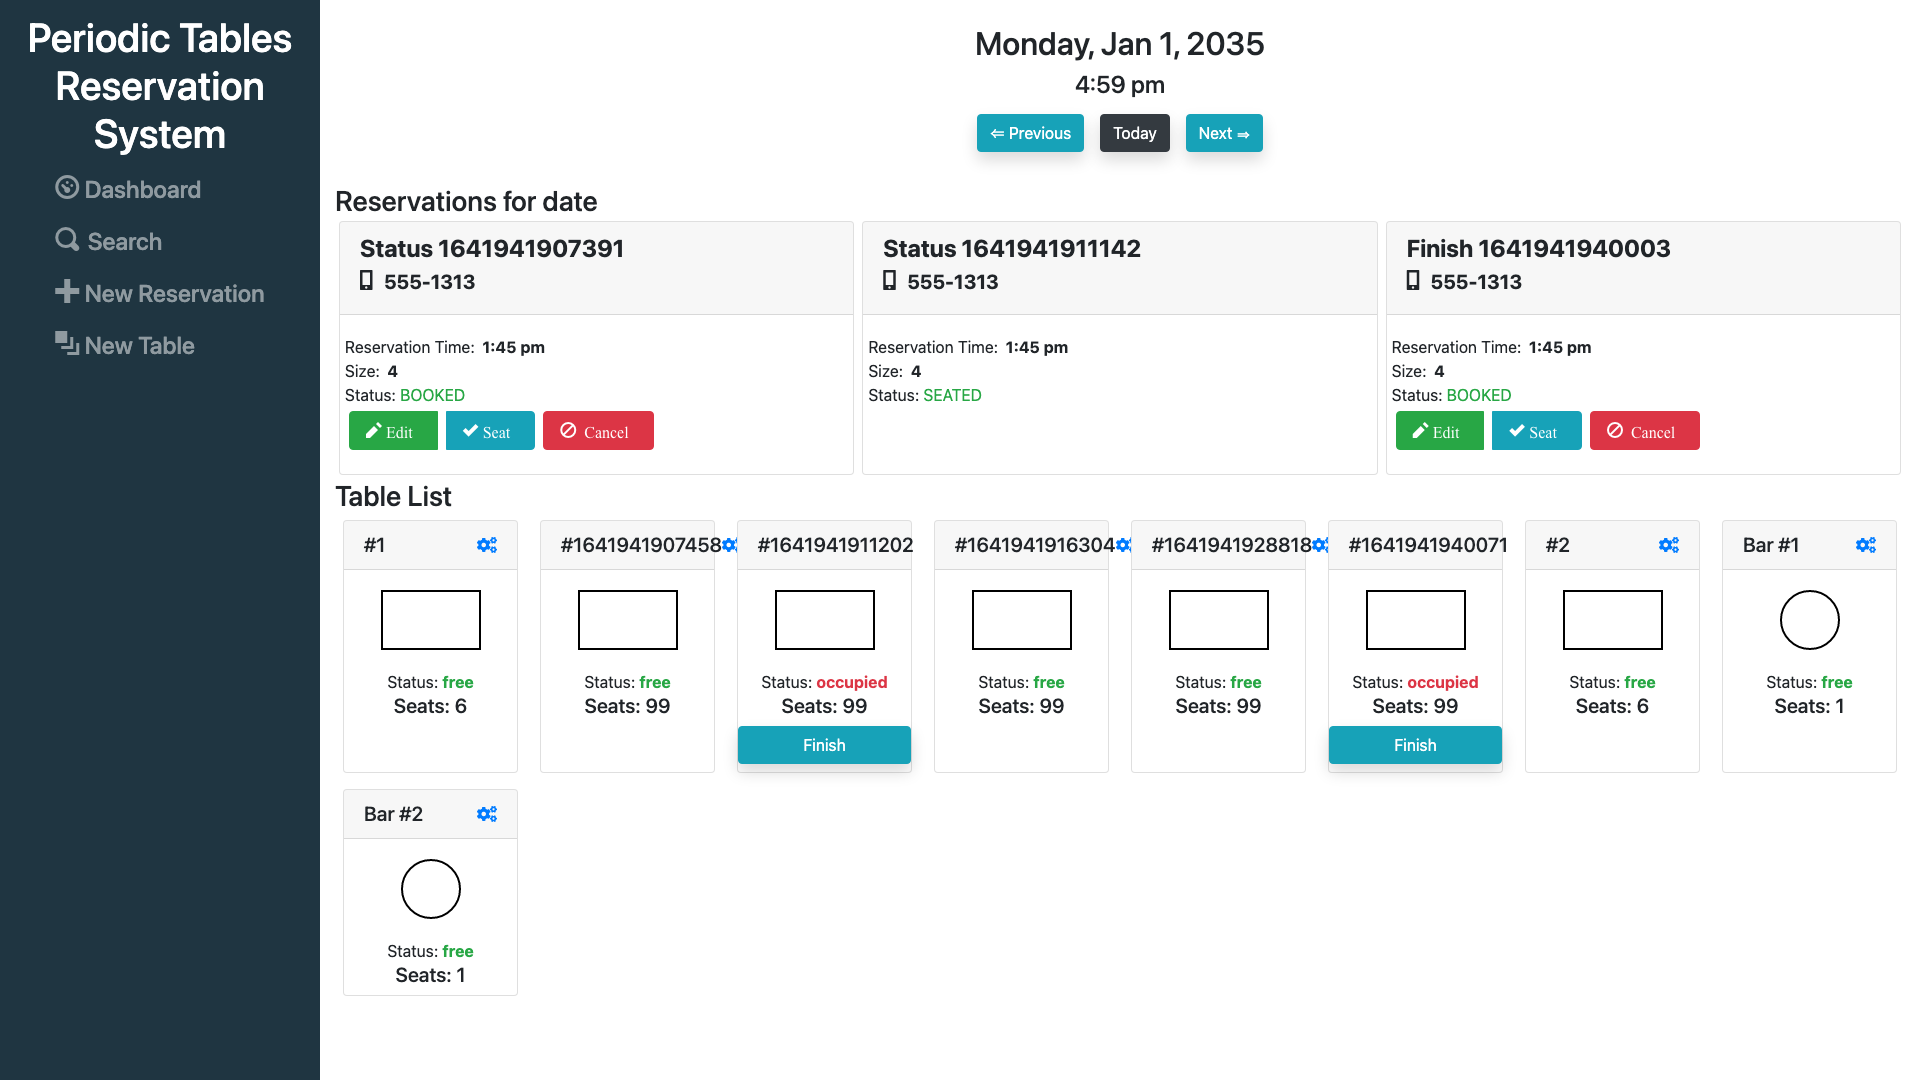 Periodic Tables
Reservation
System
Dashboard
Search
New Reservation
New Table
Monday, Jan 1, 2035
4:59 pm
⇐ Previous
Today
Next ⇒
Reservations for date
Status 1641941907391
555-1313
Reservation Time: 1:45 pm
Size: 4
Status: BOOKED
Edit
Seat
Cancel
Status 1641941911142
555-1313
Reservation Time: 1:45 pm
Size: 4
Status: SEATED
Finish 1641941940003
555-1313
Reservation Time: 1:45 pm
Size: 4
Status: BOOKED
Edit
Seat
Cancel
Table List
#1
Status: free
Seats: 6
#1641941907458
Status: free
Seats: 99
#1641941911202
Status: occupied
Seats: 99
Finish
#1641941916304
Status: free
Seats: 99
#1641941928818
Status: free
Seats: 99
#1641941940071
Status: occupied
Seats: 99
Finish
#2
Status: free
Seats: 6
Bar #1
Status: free
Seats: 1
Bar #2
Status: free
Seats: 1